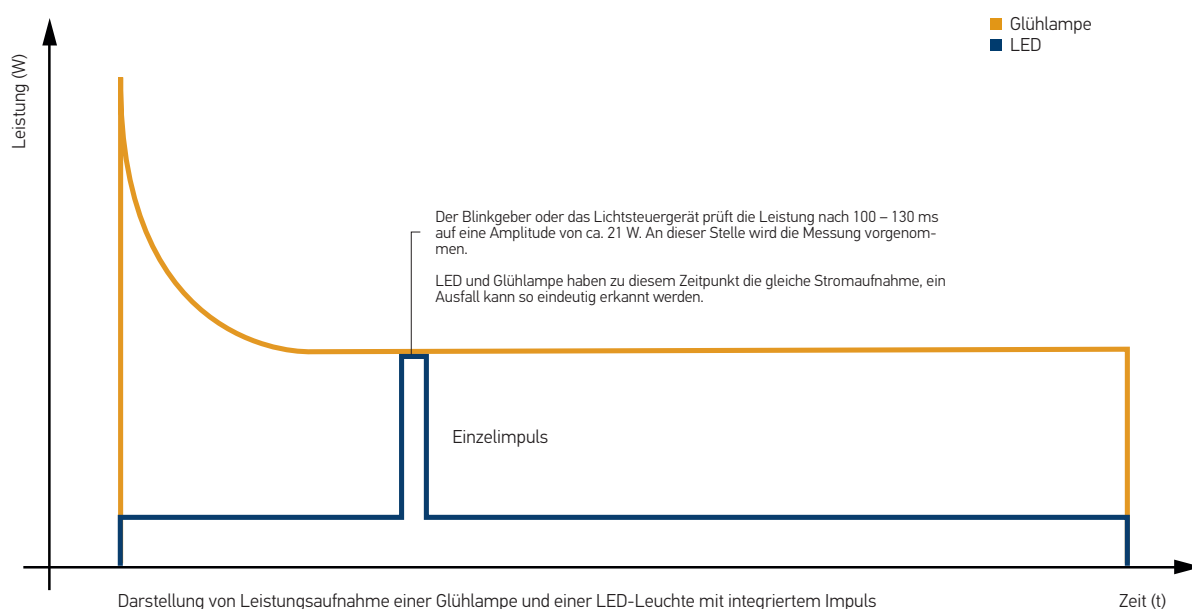 Glühlampe
LED
Leistung (W)
Der Blinkgeber oder das Lichtsteuergerät prüft die Leistung nach 100 – 130 ms
auf eine Amplitude von ca. 21 W. An dieser Stelle wird die Messung vorgenom-
men.
LED und Glühlampe haben zu diesem Zeitpunkt die gleiche Stromaufnahme, ein
Ausfall kann so eindeutig erkannt werden.
Einzelimpuls
Darstellung von Leistungsaufnahme einer Glühlampe und einer LED-Leuchte mit integriertem Impuls
Zeit (t)